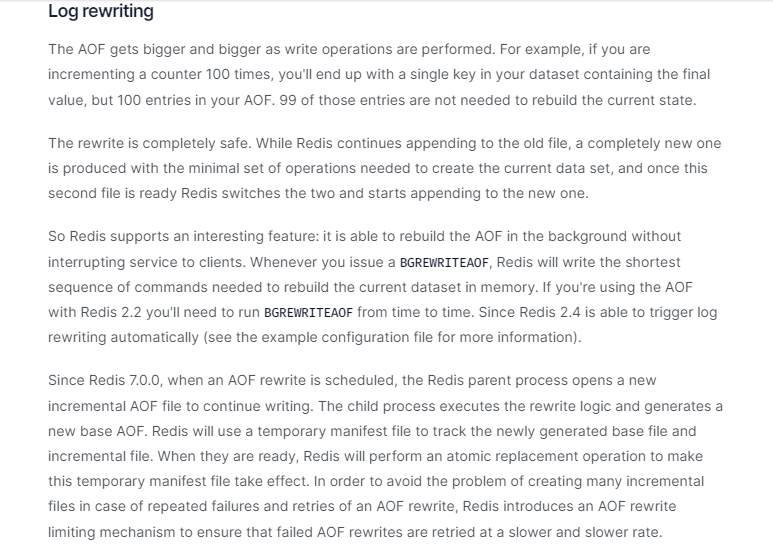 Log rewriting
The AOF gets bigger and bigger as write operations are performed. For example, if you are
incrementing a counter 100 times, you'll end up with a single key in your dataset containing the final
value, but 100 entries in your AOF. 99 of those entries are not needed to rebuild the current state.
The rewrite is completely safe. While Redis continues appending to the old file, a completely new one
is produced with the minimal set of operations needed to create the current data set, and once this
second file is ready Redis switches the two and starts appending to the new one.
So Redis supports an interesting feature: it is able to rebuild the AOF in the background without
interrupting service to clients. Whenever you issue a BGREWRITEAOF, Redis will write the shortest
sequence of commands needed to rebuild the current dataset in memory. If you're using the AOF
with Redis 2.2 you'll need to run BGREWRITEAOF from time to time. Since Redis 2.4 is able to trigger log
rewriting automatically (see the example configuration file for more information).
Since Redis 7.0.0, when an AOF rewrite is scheduled, the Redis parent process opens a new
incremental AOF file to continue writing. The child process executes the rewrite logic and generates a
new base AOF. Redis will use a temporary manifest file to track the newly generated base file and
incremental file. When they are ready, Redis will perform an atomic replacement operation to make
this temporary manifest file take effect. In order to avoid the problem of creating many incremental
files in case of repeated failures and retries of an AOF rewrite, Redis introduces an AOF rewrite
limiting mechanism to ensure that failed AOF rewrites are retried at a slower and slower rate.